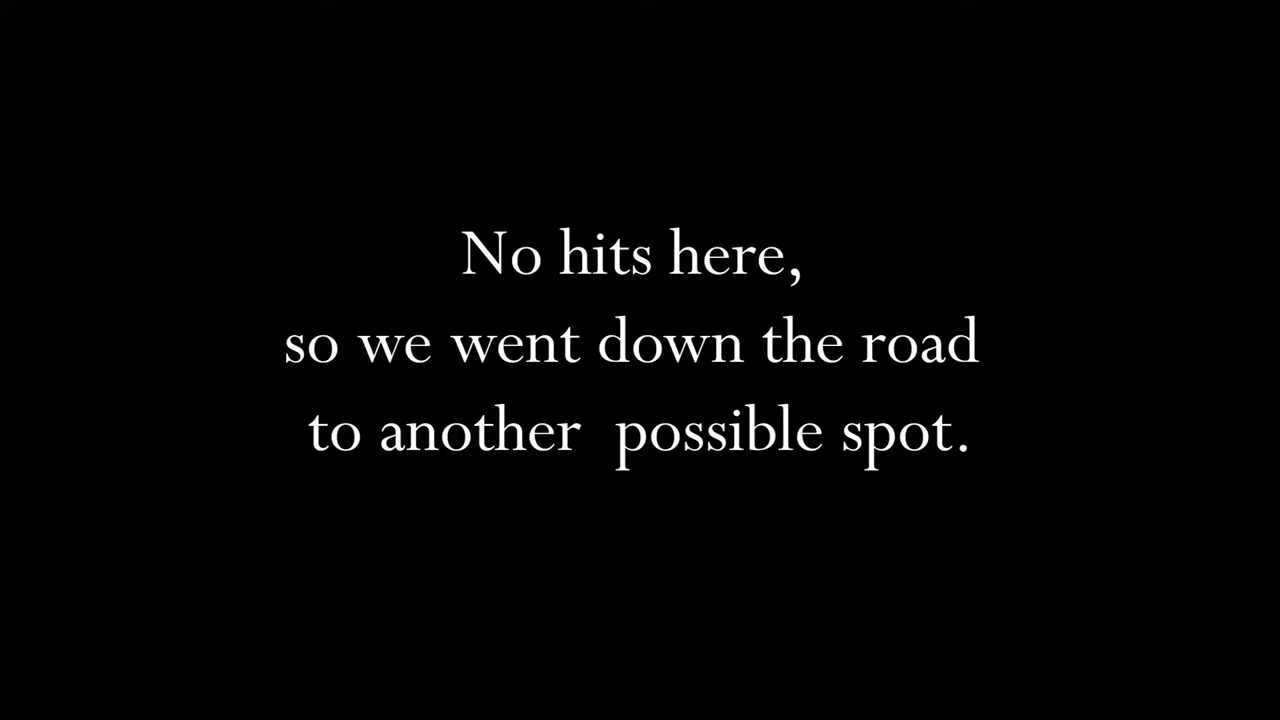 No hits here,
so we went down the road
to another  possible spot.